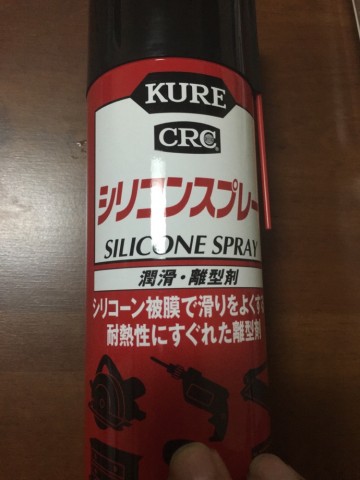 KURE
CRC
シリコンスプレー
SILICONE SPRAY
潤滑・離型剤
シリコーン被膜で滑りをよくする
耐熱性にすぐれた離型剤